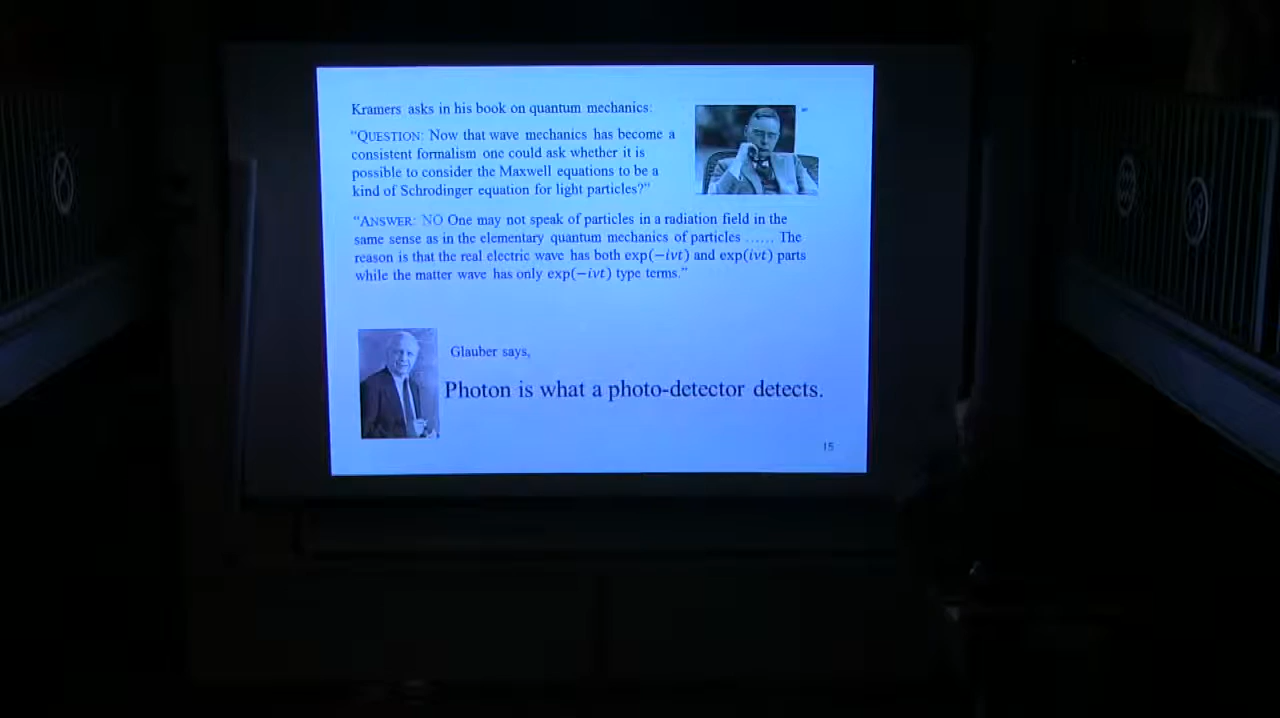 Kramers asks in his book on quantum mechanics:
"QUESTION: Now that wave mechanics has become a
consistent formalism one could ask whether it is
possible to consider the Maxwell equations to be a
kind of Schrodinger equation for light particles?"
"ANSWER: NO One may not speak of particles in a radiation field in the
same sense as in the elementary quantum mechanics of particles ...... The
reason is that the real electric wave has both exp(−iνt) and exp(iνt) parts
while the matter wave has only exp(−iνt) type terms."
Glauber says,
Photon is what a photo-detector detects.
15